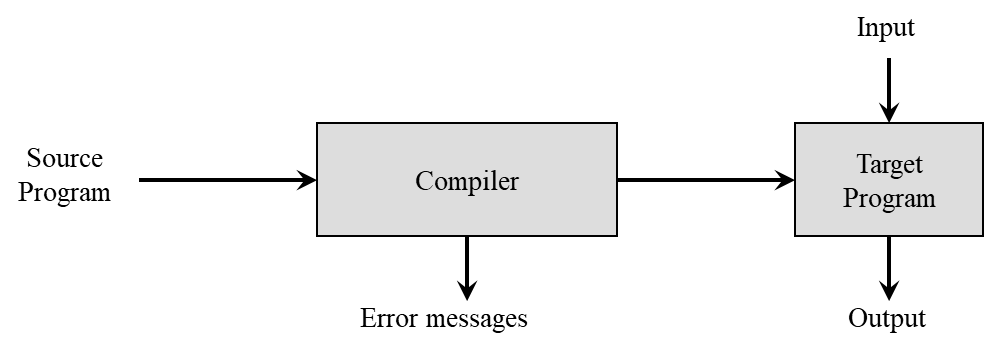 Input
Source
Program
Compiler
Target
Program
Error messages
Output